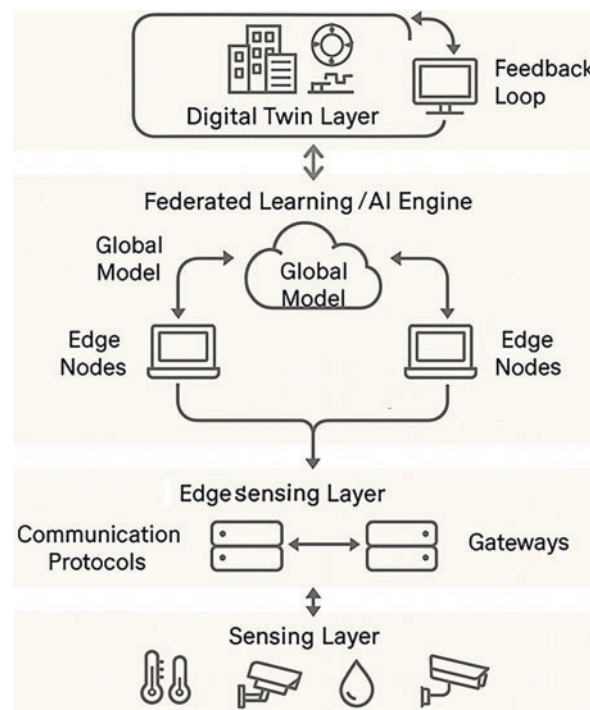 Digital Twin Layer
Feedback
Loop
Federated Learning / AI Engine
Global
Model
Global
Model
Edge
Nodes
Edge
Nodes
Edgesensing Layer
Communication
Protocols
Gateways
Sensing Layer